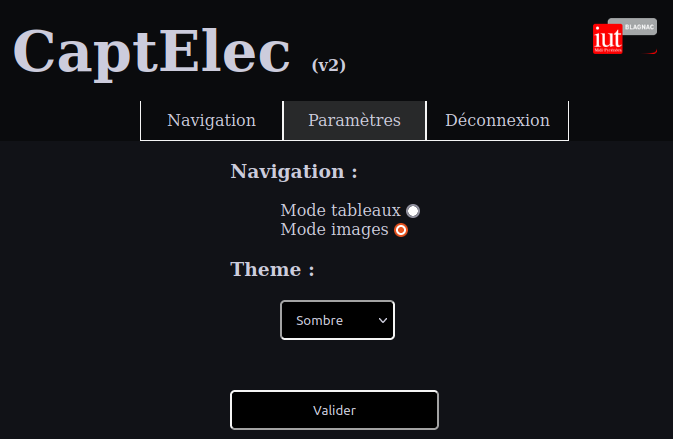 CaptElec (v2)
BLAGNAC
iut
Navigation
Paramètres
Déconnexion
Navigation :
Mode tableaux
Mode images
Theme :
Sombre
Valider